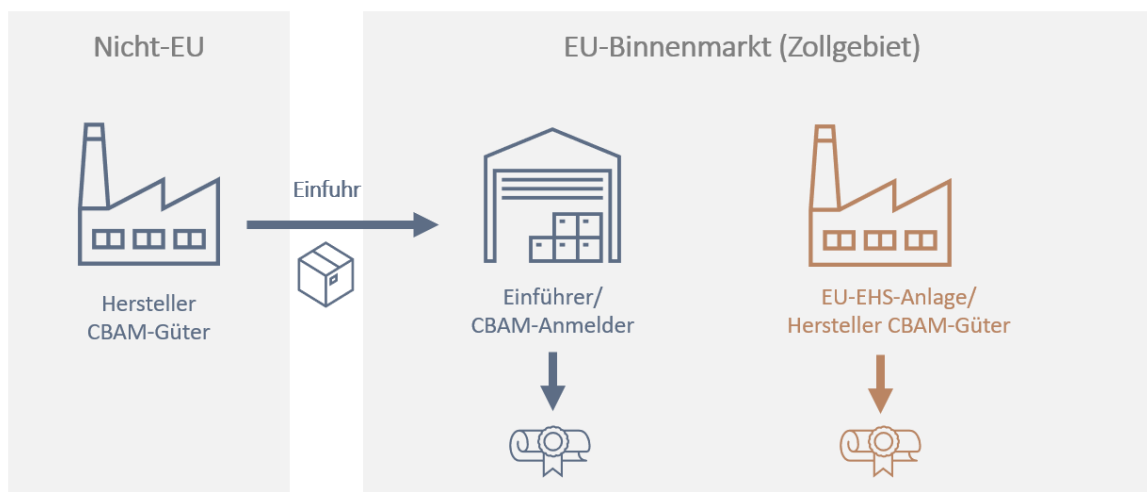 Nicht-EU
EU-Binnenmarkt (Zollgebiet)
Einfuhr
Hersteller
CBAM-Güter
Einführer/
CBAM-Anmelder
EU-EHS-Anlage/
Hersteller CBAM-Güter